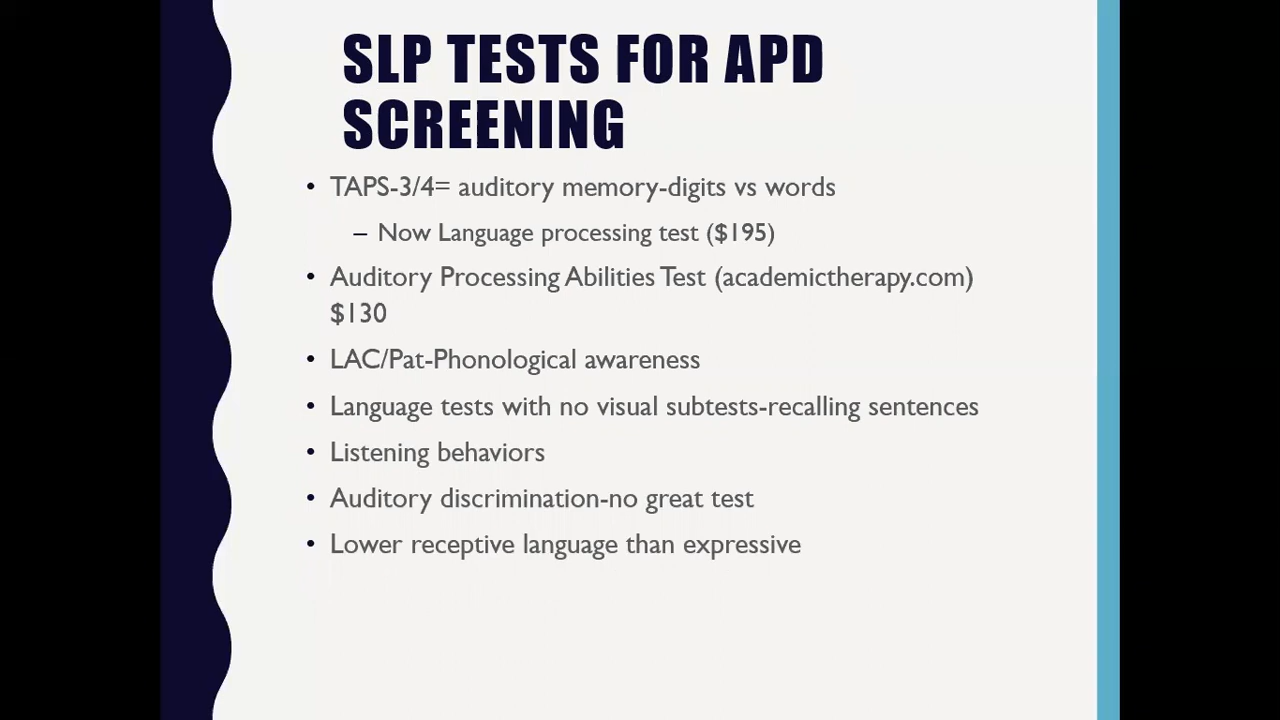 SLP TESTS FOR APD
SCREENING
• TAPS-3/4= auditory memory-digits vs words
– Now Language processing test ($195)
• Auditory Processing Abilities Test (academictherapy.com)
$130
• LAC/Pat-Phonological awareness
• Language tests with no visual subtests-recalling sentences
• Listening behaviors
• Auditory discrimination-no great test
• Lower receptive language than expressive